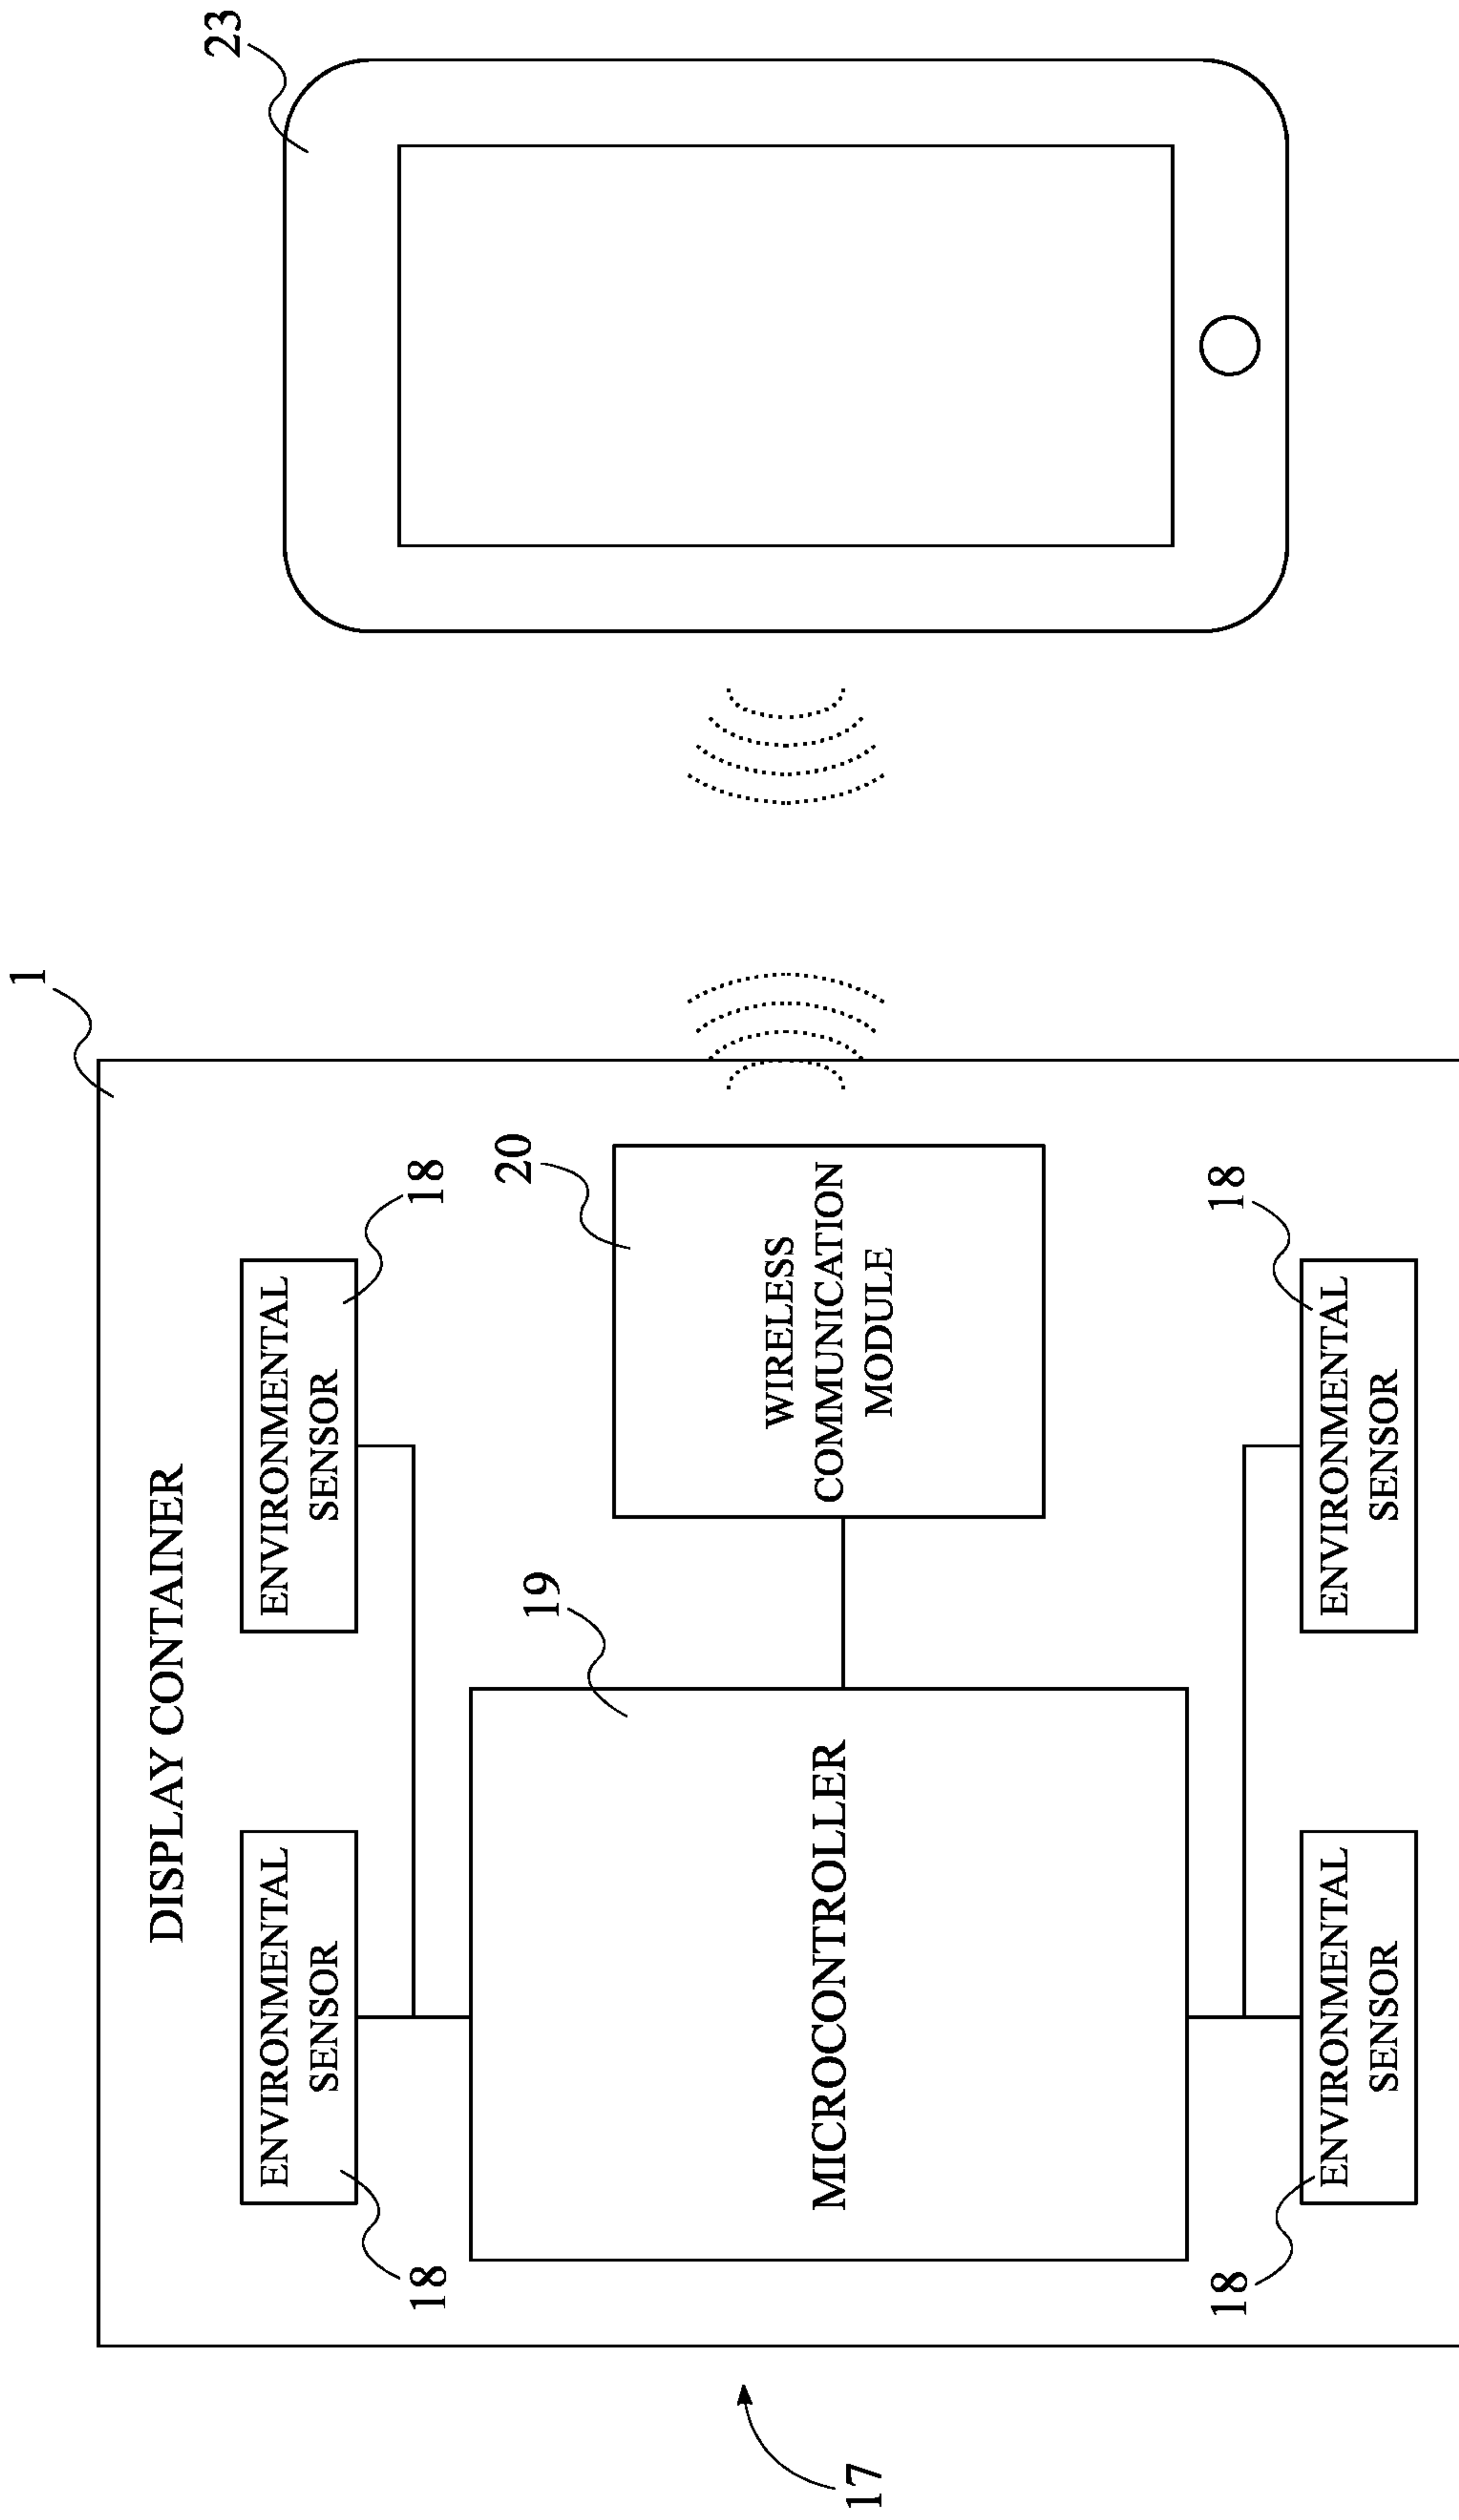 17
DISPLAY CONTAINER
1
18
ENVIRONMENTAL
SENSOR
ENVIRONMENTAL
SENSOR
18
19
MICROCONTROLLER
20
WIRELESS
COMMUNICATION
MODULE
18
ENVIRONMENTAL
SENSOR
ENVIRONMENTAL
SENSOR
18
23